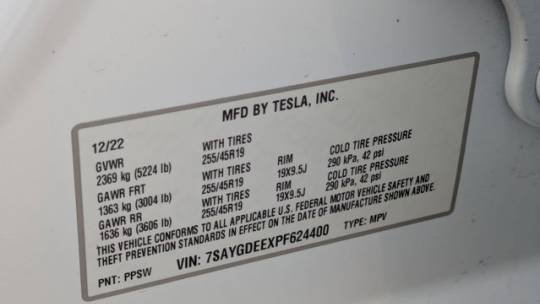 MFD BY TESLA, INC.
12/22
GVWR WITH TIRES RIM COLD TIRE PRESSURE
2369 kg (5224 lb) 255/45R19 19X9.5J 290 kPa, 42 psi
GAWR FRT WITH TIRES RIM COLD TIRE PRESSURE
1363 kg (3004 lb) 255/45R19 19X9.5J 290 kPa, 42 psi
GAWR RR WITH TIRES
1636 kg (3606 lb) 255/45R19
THIS VEHICLE CONFORMS TO ALL APPLICABLE U.S. FEDERAL MOTOR VEHICLE SAFETY AND
THEFT PREVENTION STANDARDS IN EFFECT ON THE DATE OF MANUFACTURE SHOWN ABOVE.
PNT: PPSW VIN: 7SAYGDEEXPF624400 TYPE: MPV